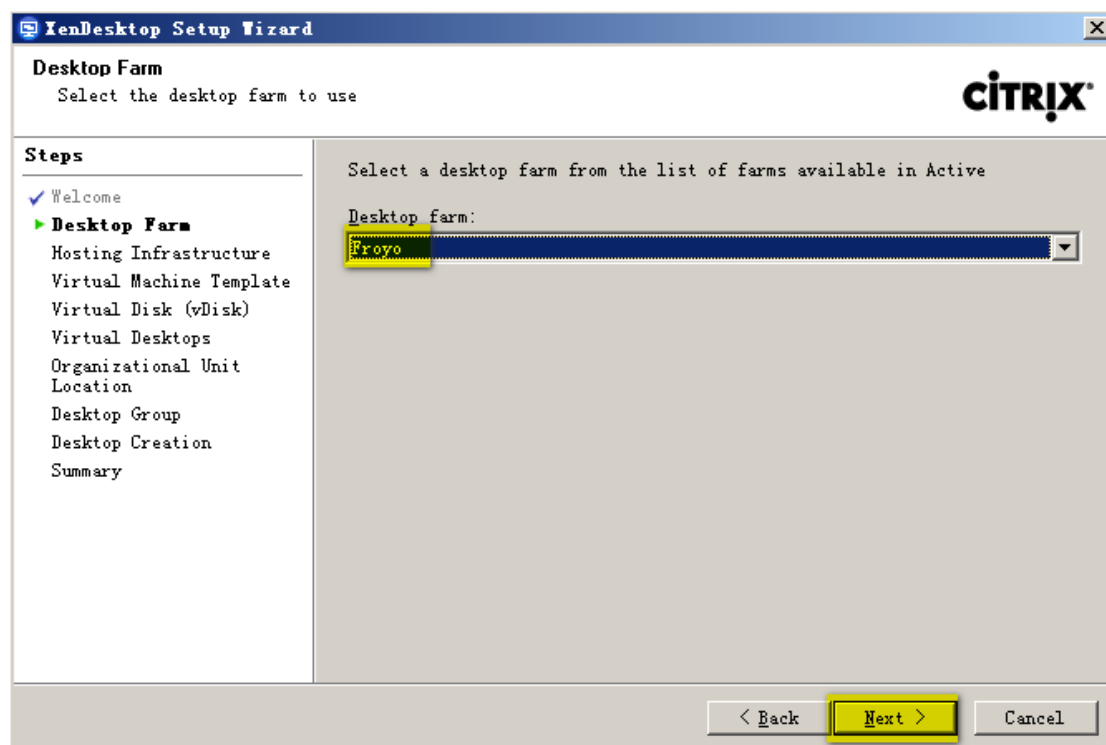 XenDesktop Setup Wizard
Desktop Farm
Select the desktop farm to use
CİTRIX
Steps
Welcome
Desktop Farm
Hosting Infrastructure
Virtual Machine Template
Virtual Disk (vDisk)
Virtual Desktops
Organizational Unit
Location
Desktop Group
Desktop Creation
Summary
Select a desktop farm from the list of farms available in Active
Desktop farm:
Froyo
< Back
Next >
Cancel